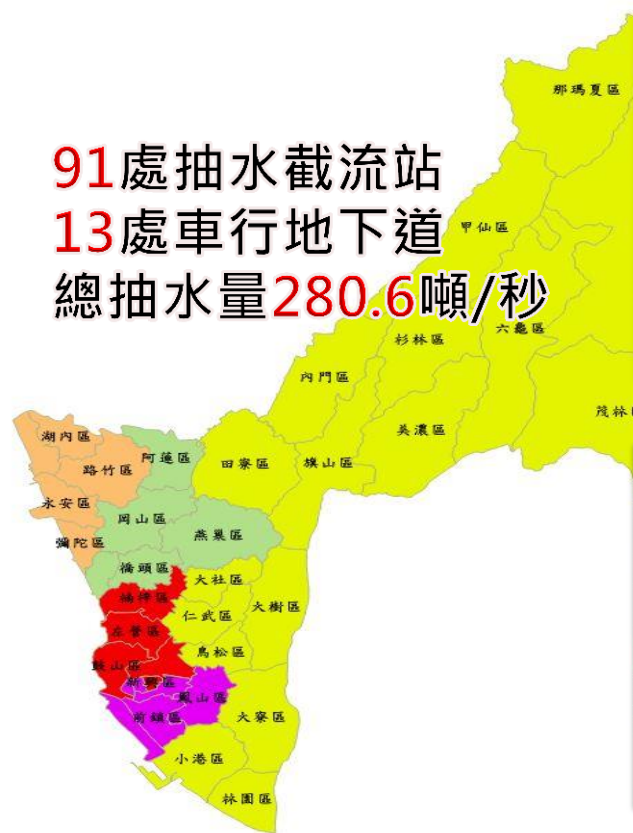 91處抽水截流站
13處車行地下道
總抽水量280.6噸/秒
那瑪夏區
甲仙區
六龜區
杉林區
內門區
茂林
美濃區
旗山區
田寮區
阿蓮區
湖內區
路竹區
永安區
岡山區
燕巢區
彌陀區
橋頭區
大社區
楠梓區
大樹區
仁武區
左營區
鳥松區
鼓山區
新興區
鳳山區
前鎮區
大寮區
小港區
林園區